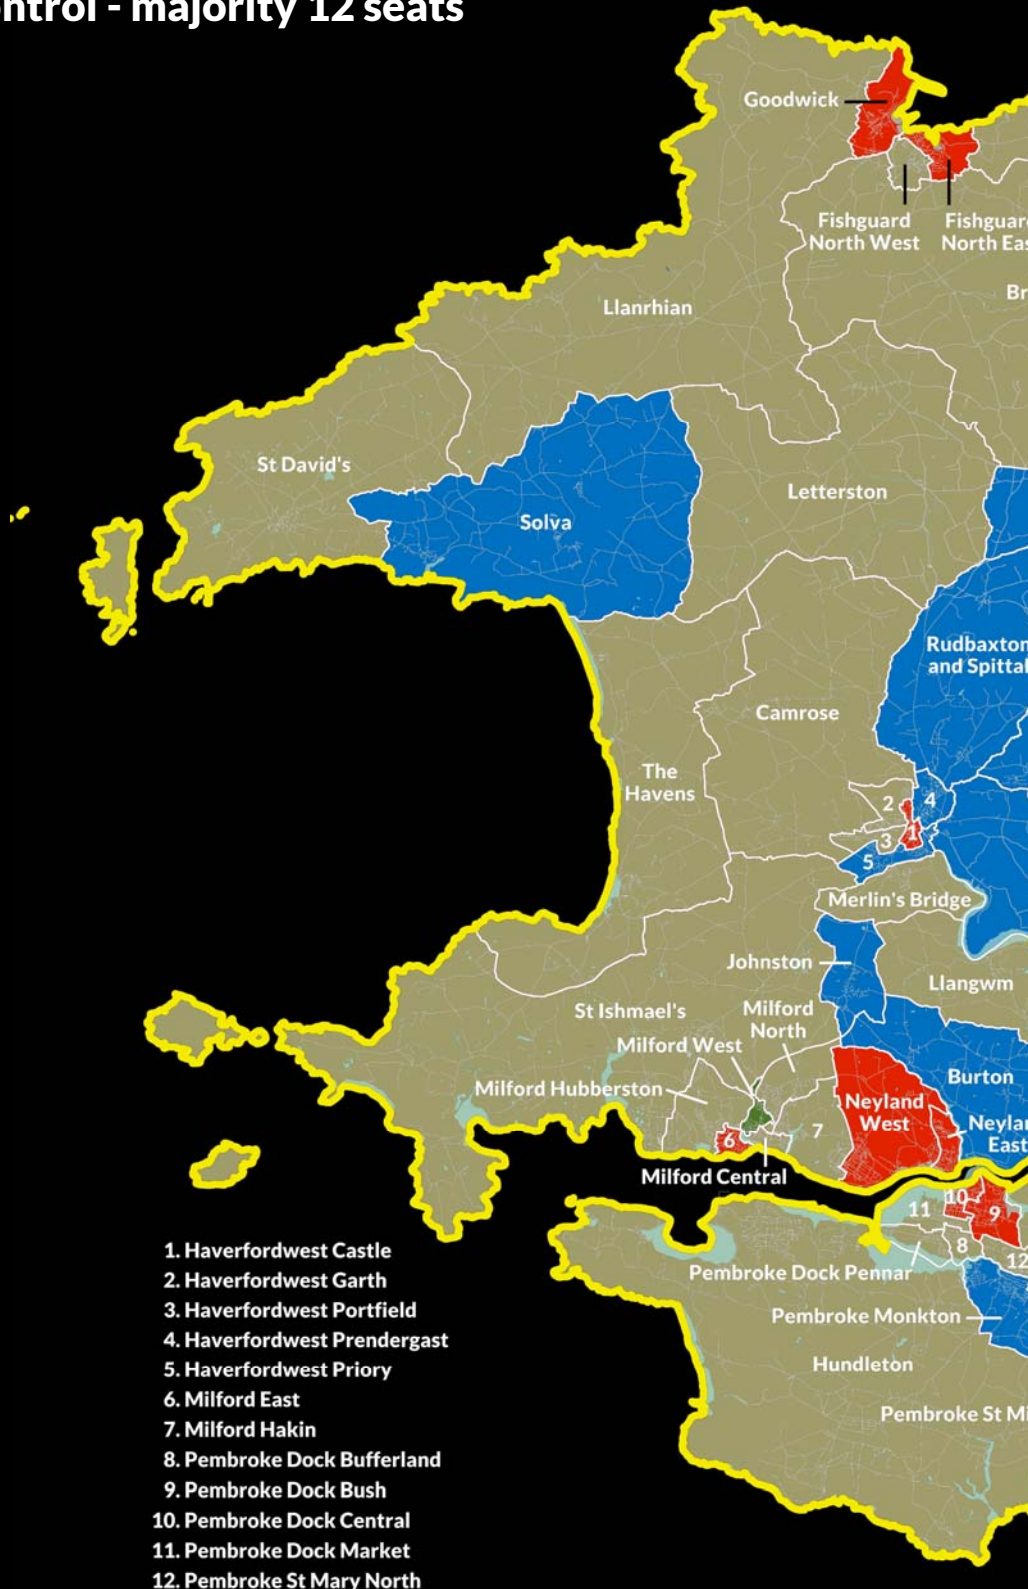 ntrol - majority 12 seats
Goodwick
Fishguard
North West
Fishguar
North Eas
Br
Llanrhian
St David's
Solva
Letterston
Rudbaxton
and Spittal
Camrose
The
Havens
2
4
1
3
5
Merlin's Bridge
Johnston
Llangwm
St Ishmael's
Milford
North
Milford West
Milford Hubberston
Burton
Neyland
West
Neylan
East
7
6
Milford Central
10
11
9
8
12
Pembroke Dock Pennar
Pembroke Monkton
Hundleton
Pembroke St Mi
1. Haverfordwest Castle
2. Haverfordwest Garth
3. Haverfordwest Portfield
4. Haverfordwest Prendergast
5. Haverfordwest Priory
6. Milford East
7. Milford Hakin
8. Pembroke Dock Bufferland
9. Pembroke Dock Bush
10. Pembroke Dock Central
11. Pembroke Dock Market
12. Pembroke St Mary North